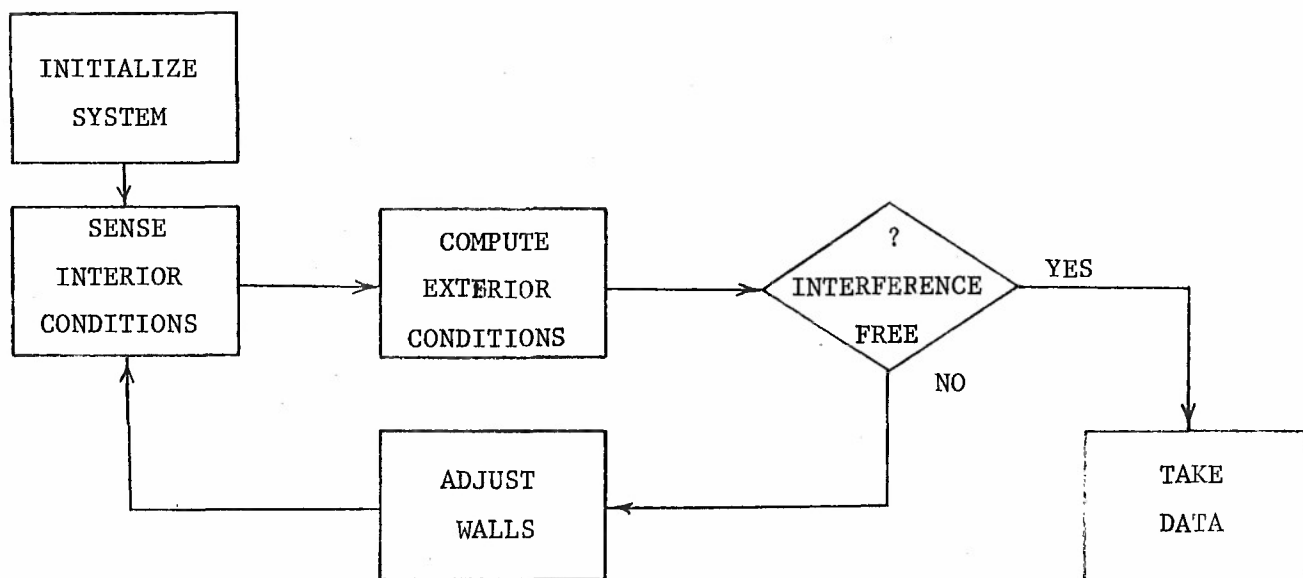 INITIALIZE
SYSTEM
SENSE
INTERIOR
CONDITIONS
COMPUTE
EXTERIOR
CONDITIONS
?
INTERFERENCE
FREE
YES
NO
ADJUST
WALLS
TAKE
DATA